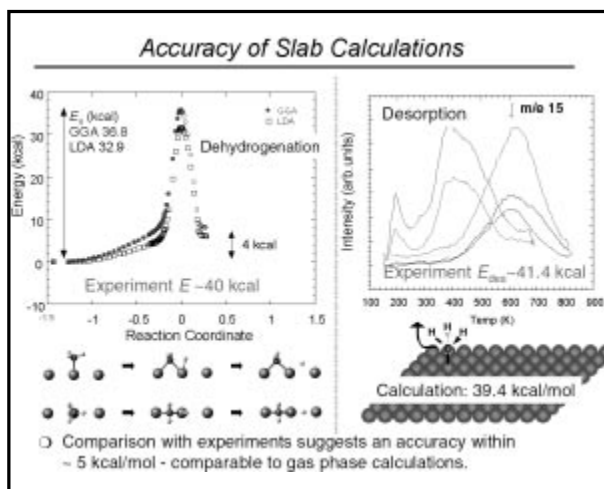 Accuracy of Slab Calculations
Eₐ (kcal)
GGA 36.8
LDA 32.9
GGA
LDA
Dehydrogenation
4 kcal
Experiment E ~40 kcal
Energy (kcal)
40
30
20
10
0
-10
-1.5
-1
-0.5
0
0.5
1
1.5
Reaction Coordinate
Desorption
m/e 15
Intensity (arb.units)
Experiment E_des~41.4 kcal
100 200 300 400 500 600 700 800 900
Temp (K)
H H H
Calculation: 39.4 kcal/mol
❍ Comparison with experiments suggests an accuracy within
~ 5 kcal/mol - comparable to gas phase calculations.